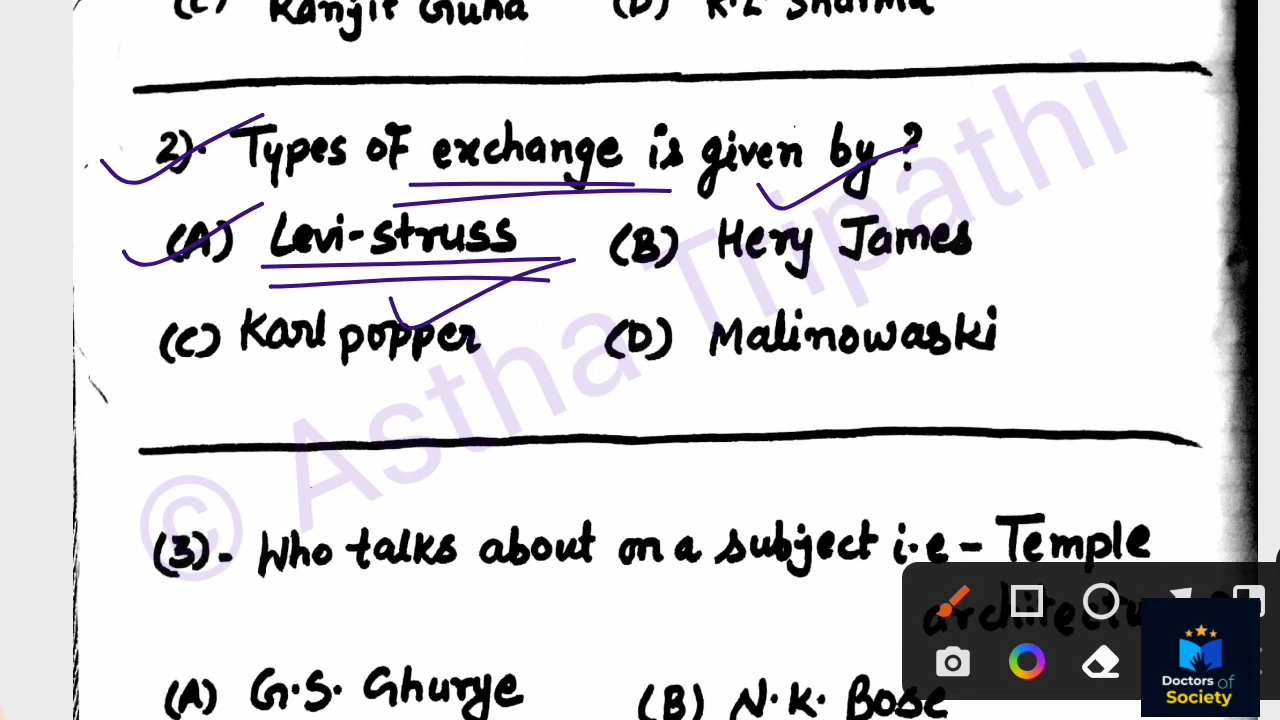 (C) Ranjit Guha (D) R.L Sharma
2). Types of exchange is given by ?
(A) Levi-struss (B) Hery James
(C) Karl popper (D) Malinowaski
(3)- Who talks about on a subject i.e - Temple
architectu
(A) G.S. Ghurye (B) N.K. Bose
© Astha Tripathi
Doctors of
Society